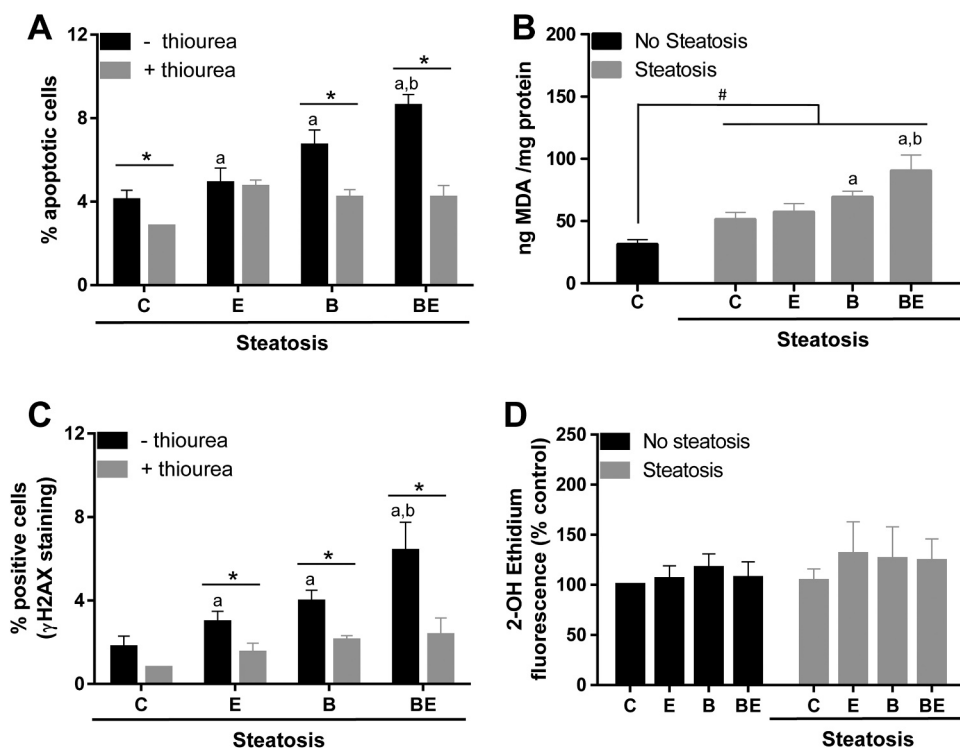 A
- thiourea
+ thiourea
% apoptotic cells
12
8
4
0
*
a
a
*
a,b
*
C E B BE
Steatosis
B
No Steatosis
Steatosis
ng MDA /mg protein
200
150
100
50
0
#
a
a,b
C C E B BE
Steatosis
C
- thiourea
+ thiourea
% positive cells
(γH2AX staining)
12
8
4
0
a
*
a
*
a,b
*
C E B BE
Steatosis
D
No steatosis
Steatosis
2-OH Ethidium
fluorescence (% control)
250
200
150
100
50
0
C E B BE C E B BE
Steatosis